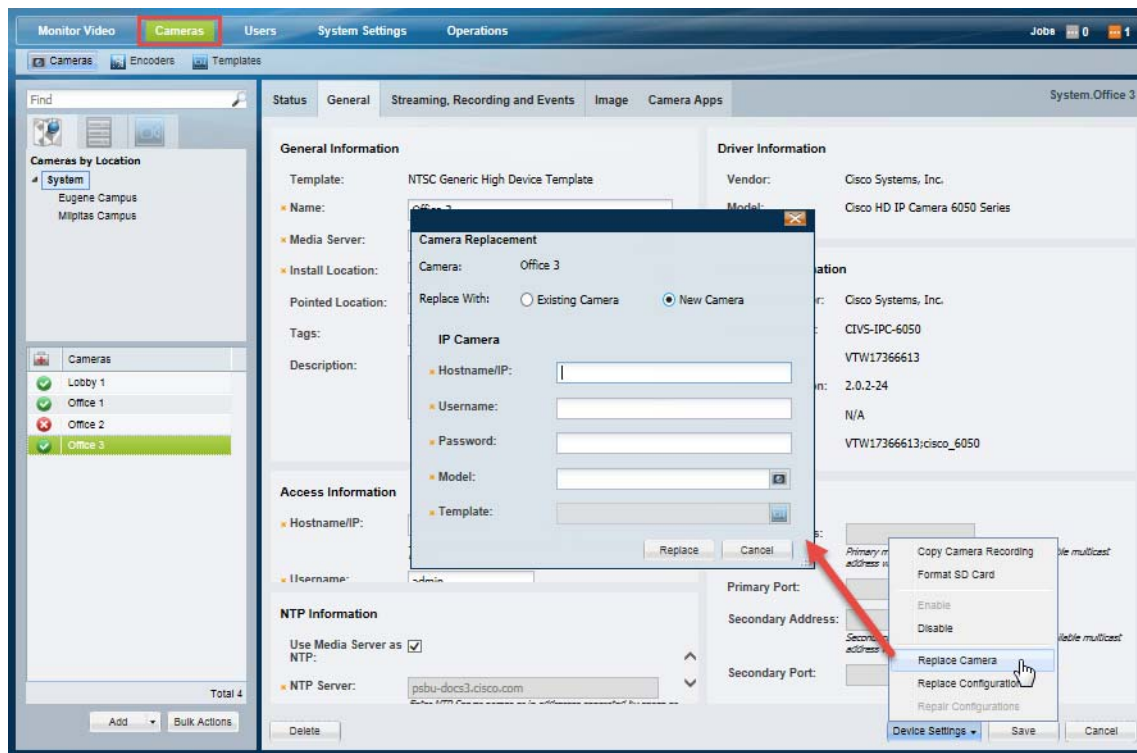 Monitor Video Cameras Users System Settings Operations Jobs 0 1
Cameras Encoders Templates
Find
Cameras by Location
System
Eugene Campus
Milpitas Campus
Cameras
Lobby 1
Office 1
Office 2
Office 3
Total 4
Add Bulk Actions
Status General Streaming, Recording and Events Image Camera Apps System.Office 3
General Information
Template: NTSC Generic High Device Template
Name: Office 3
Media Server:
Install Location:
Pointed Location:
Tags:
Description:
Access Information
Hostname/IP:
Username: admin
NTP Information
Use Media Server as
NTP:
NTP Server: psbu-docs3.cisco.com
Delete
Driver Information
Vendor: Cisco Systems, Inc.
Model: Cisco HD IP Camera 6050 Series
Cisco Systems, Inc.
CIVS-IPC-6050
VTW17366613
2.0.2-24
N/A
VTW17366613;cisco_6050
Primary Port:
Secondary Address:
Secondary Port:
Camera Replacement
Camera: Office 3
Replace With: Existing Camera New Camera
IP Camera
Hostname/IP:
Username:
Password:
Model:
Template:
Replace Cancel
Copy Camera Recording
Format SD Card
Enable
Disable
Replace Camera
Replace Configuration
Repair Configurations
Device Settings Save Cancel